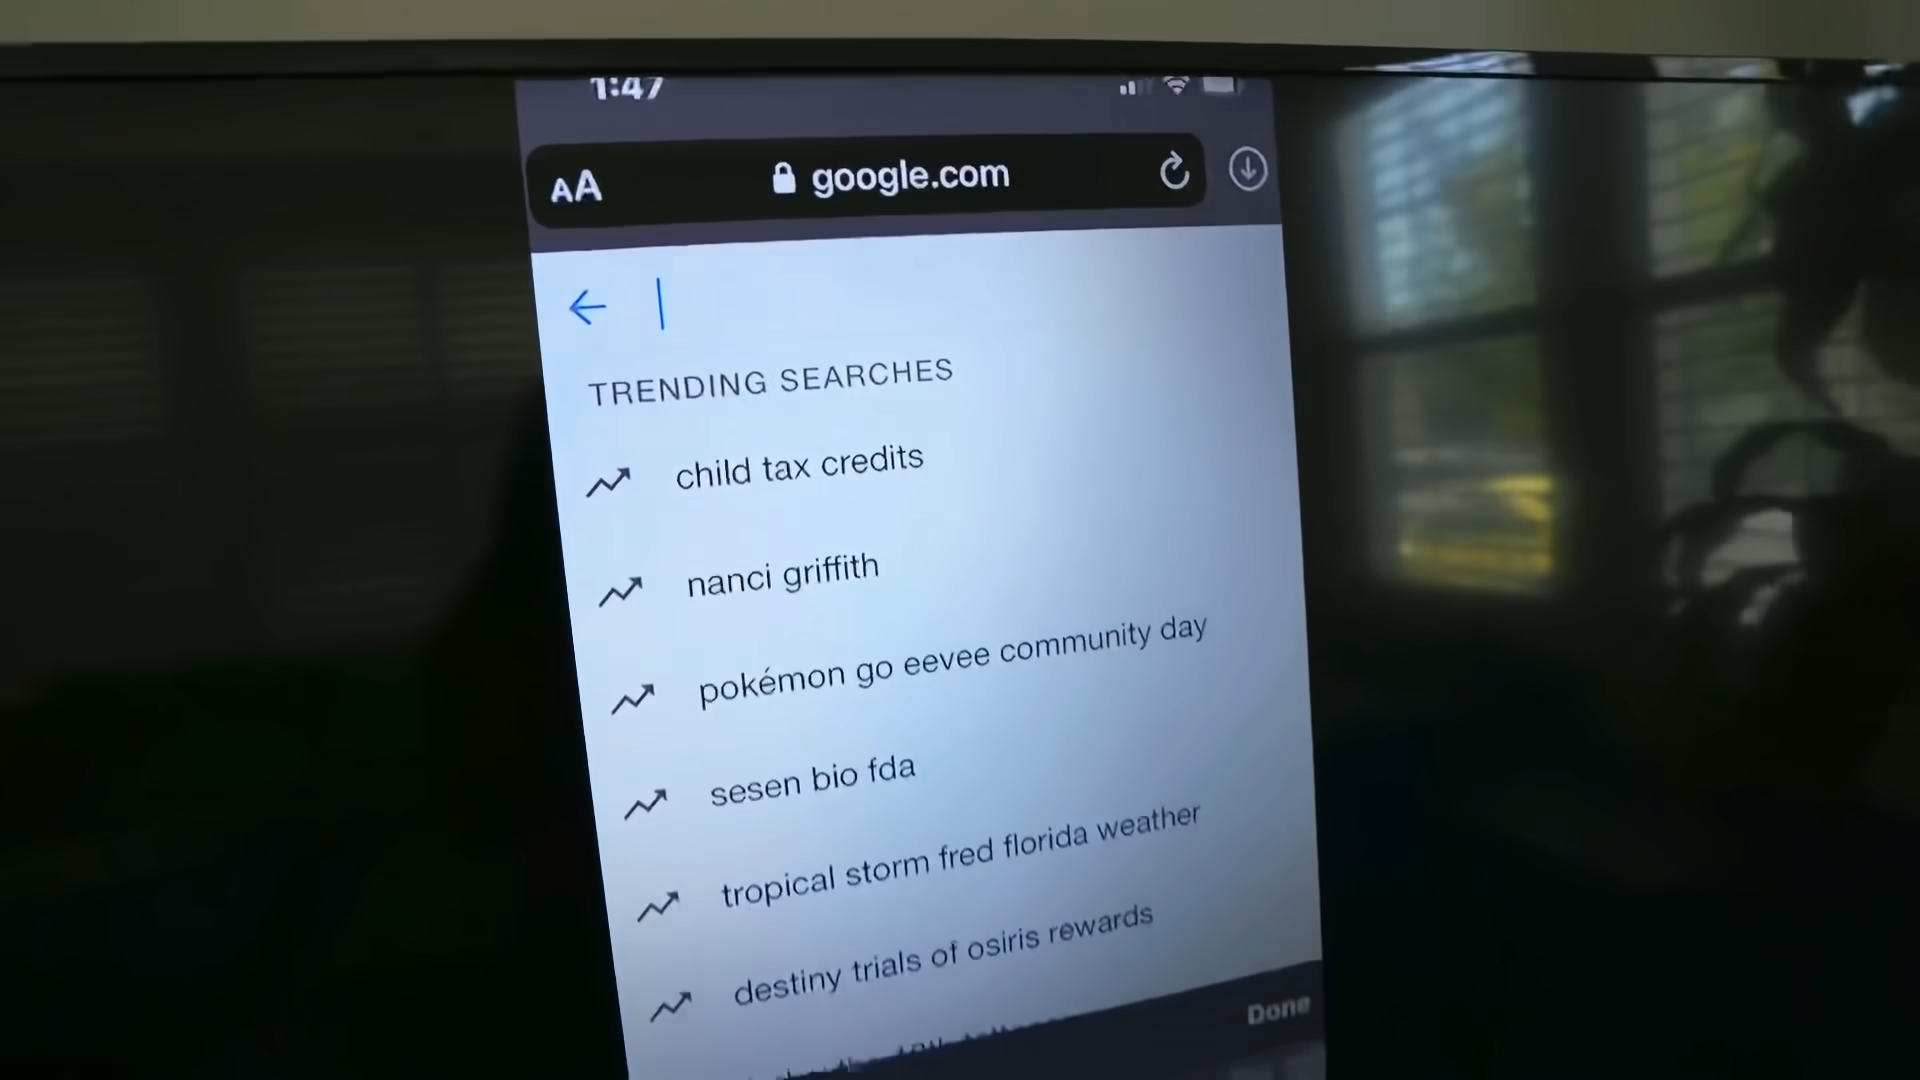 1:47
AA google.com
TRENDING SEARCHES
child tax credits
nanci griffith
pokémon go eevee community day
sesen bio fda
tropical storm fred florida weather
destiny trials of osiris rewards
Done